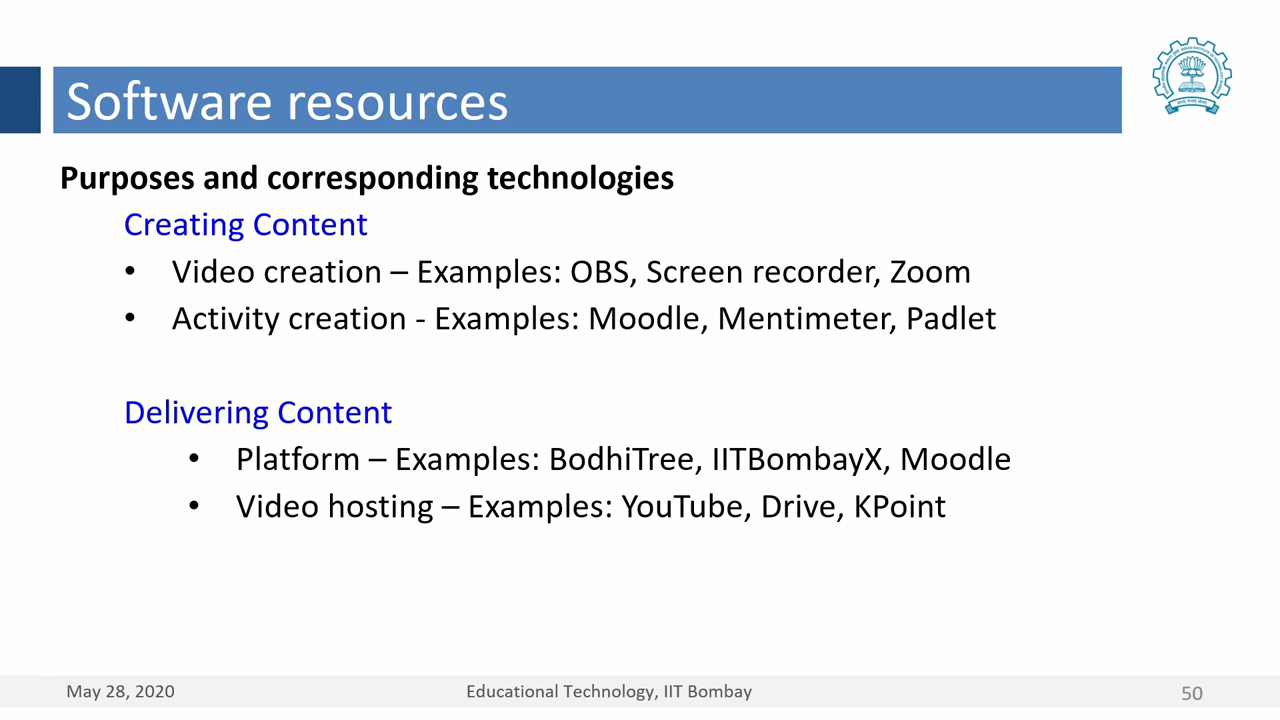 Software resources
Purposes and corresponding technologies
Creating Content
• Video creation – Examples: OBS, Screen recorder, Zoom
• Activity creation - Examples: Moodle, Mentimeter, Padlet
Delivering Content
• Platform – Examples: BodhiTree, IITBombayX, Moodle
• Video hosting – Examples: YouTube, Drive, KPoint
May 28, 2020
Educational Technology, IIT Bombay
50